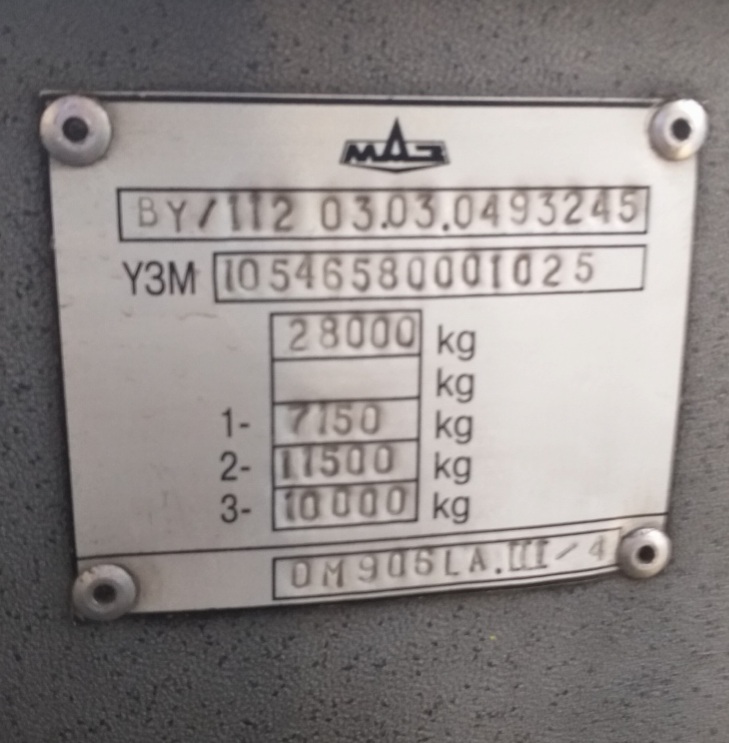 МАЗ
BY/112 03.03.0493245
Y3M 10546580001025
28000 kg
kg
1- 7150 kg
2- 11500 kg
3- 10000 kg
OM906LA.III/4